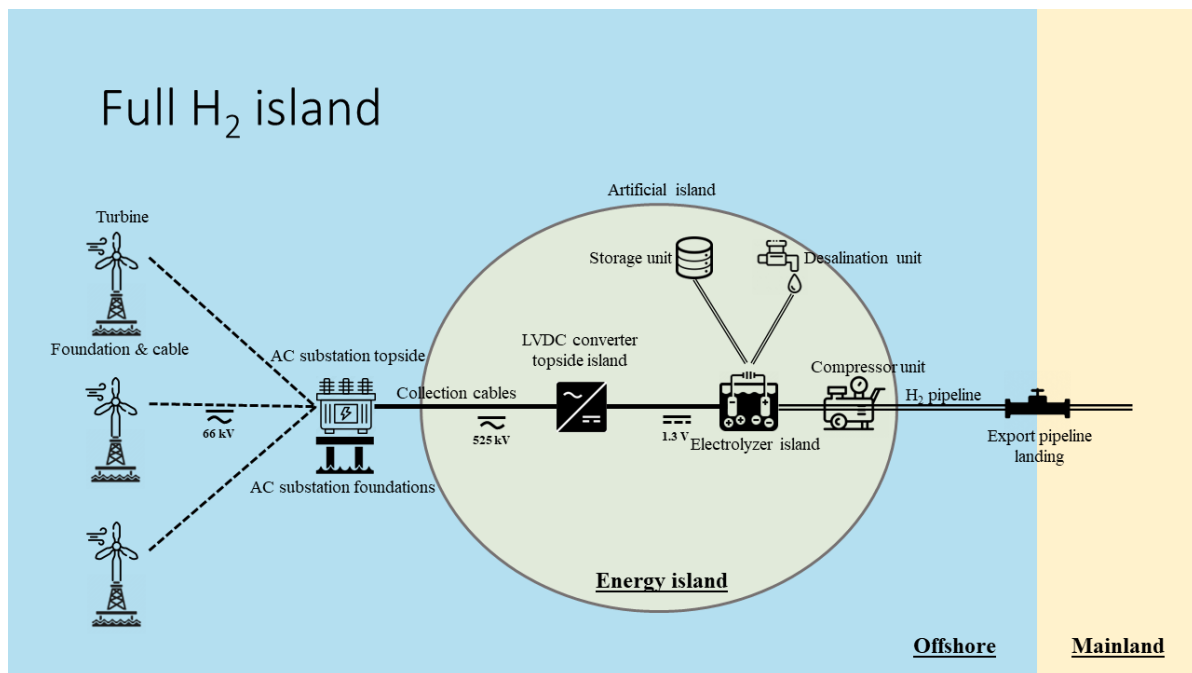 Full H₂ island
Artificial island
Turbine
Storage unit
Desalination unit
LVDC converter
topside island
Foundation & cable
AC substation topside
Compressor unit
Collection cables
H₂ pipeline
66 kV
525 kV
1.3 V
Electrolyzer island
Export pipeline
landing
AC substation foundations
Energy island
Offshore
Mainland